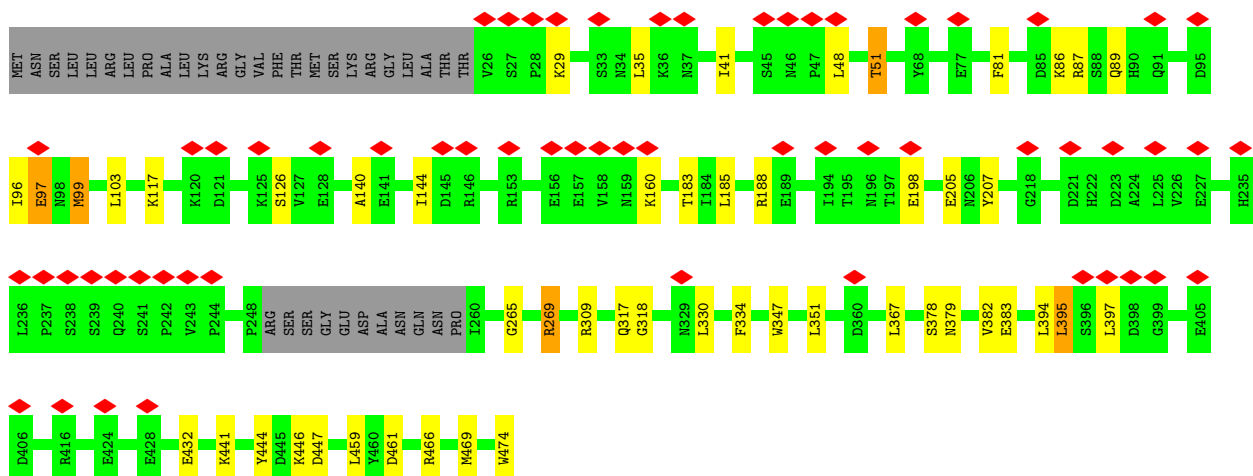 MET ASN SER LEU LEU ARG LEU PRO ALA LEU LYS ARG GLY VAL PHE THR MET SER LYS ARG GLY LEU ALA THR THR V26 S27 P28 K29 S33 N34 L35 K36 N37 I41 S45 N46 P47 L48 T51 Y68 E77 F81 D85 K86 R87 S88 Q89 H90 Q91 D95
I96 E97 N98 M99 L103 K117 K120 D121 K125 S126 V127 E128 A140 E141 I144 D145 R146 R153 E156 E157 V158 N159 K160 T183 I184 L185 R188 E189 I194 T195 N196 T197 E198 E205 N206 Y207 G218 D221 H222 D223 A224 L225 V226 E227 H235
L236 P237 S238 S239 Q240 S241 P242 V243 P244 P248 ARG SER SER GLY GLU ASP ALA ASN GLN ASN PRO I260 G265 R269 R309 Q317 G318 N329 L330 F334 W347 L351 D360 L367 S378 N379 V382 E383 L394 L395 S396 L397 D398 G399 E405
D406 R416 E424 E428 E432 K441 Y444 D445 K446 D447 L459 Y460 D461 R466 M469 W474